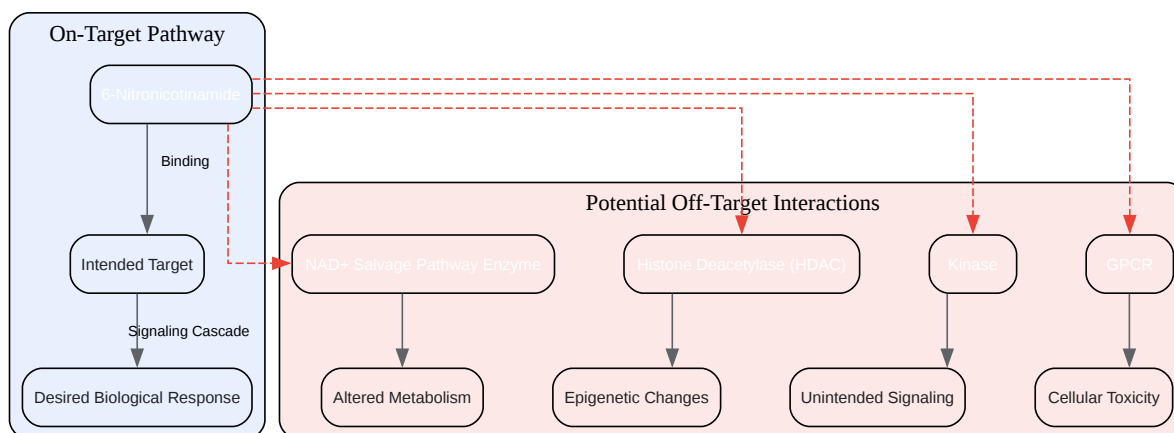 On-Target Pathway
6-Nitronicotinamide
Binding
Potential Off-Target Interactions
Intended Target
NAD+ Salvage Pathway Enzyme
Histone Deacetylase (HDAC)
Kinase
GPCR
Signaling Cascade
Desired Biological Response
Altered Metabolism
Epigenetic Changes
Unintended Signaling
Cellular Toxicity